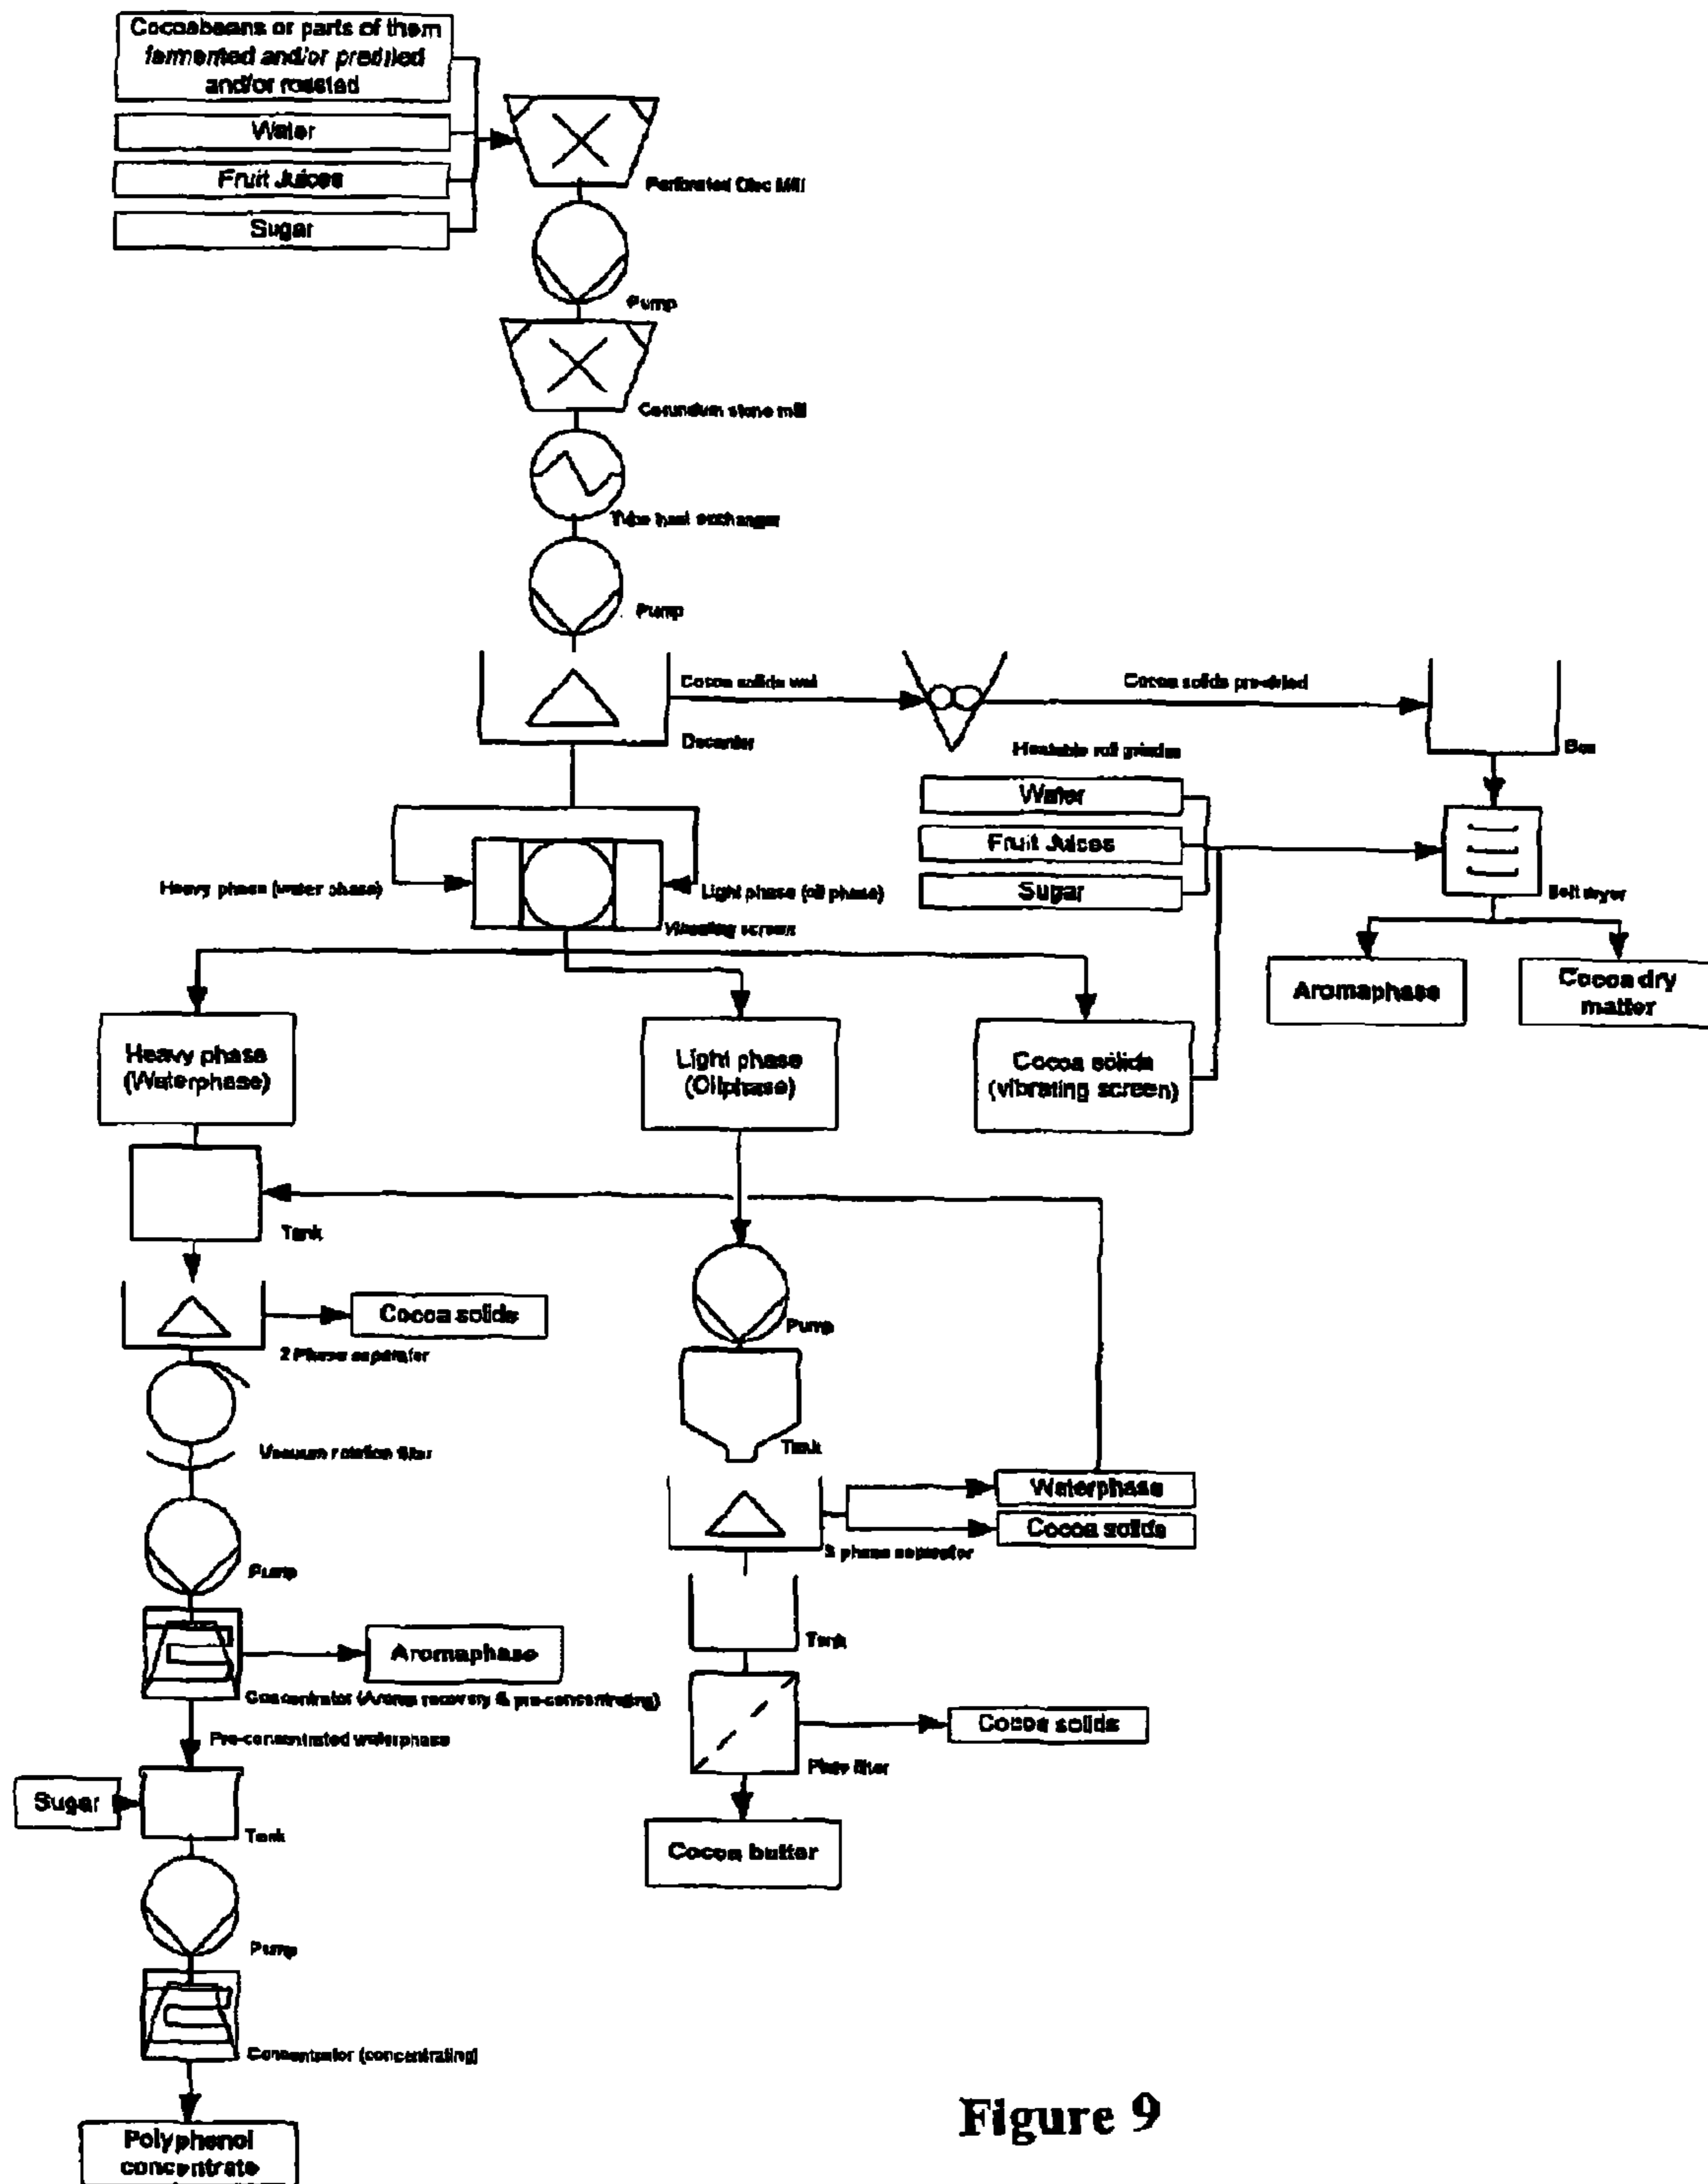 Cocoabeans or parts of them
fermented and/or predried
and/or roasted
Water
Fruit Juices
Sugar
Perforated Disc Mill
Pump
Corundum stone mill
Tube heat exchanger
Pump
Cocoa solids wet
Cocoa solids pre-dried
Decanter
Heatable roll grinder
Box
Water
Fruit Juices
Sugar
Belt dryer
Heavy phase (water phase)
Light phase (oil phase)
Vibrating screen
Aromaphase
Cocoa dry
matter
Heavy phase
(Waterphase)
Light phase
(Oilphase)
Cocoa solids
(vibrating screen)
Tank
Cocoa solids
2 Phase separator
Pump
Tank
Vacuum rotation filter
Waterphase
Cocoa solids
3 phase separator
Pump
Tank
Aromaphase
Concentrator (Aroma recovery & pre-concentrating)
Cocoa solids
Pre-concentrated waterphase
Plate filter
Sugar
Tank
Cocoa butter
Pump
Concentrator (concentrating)
Polyphenol
concentrate
Figure 9